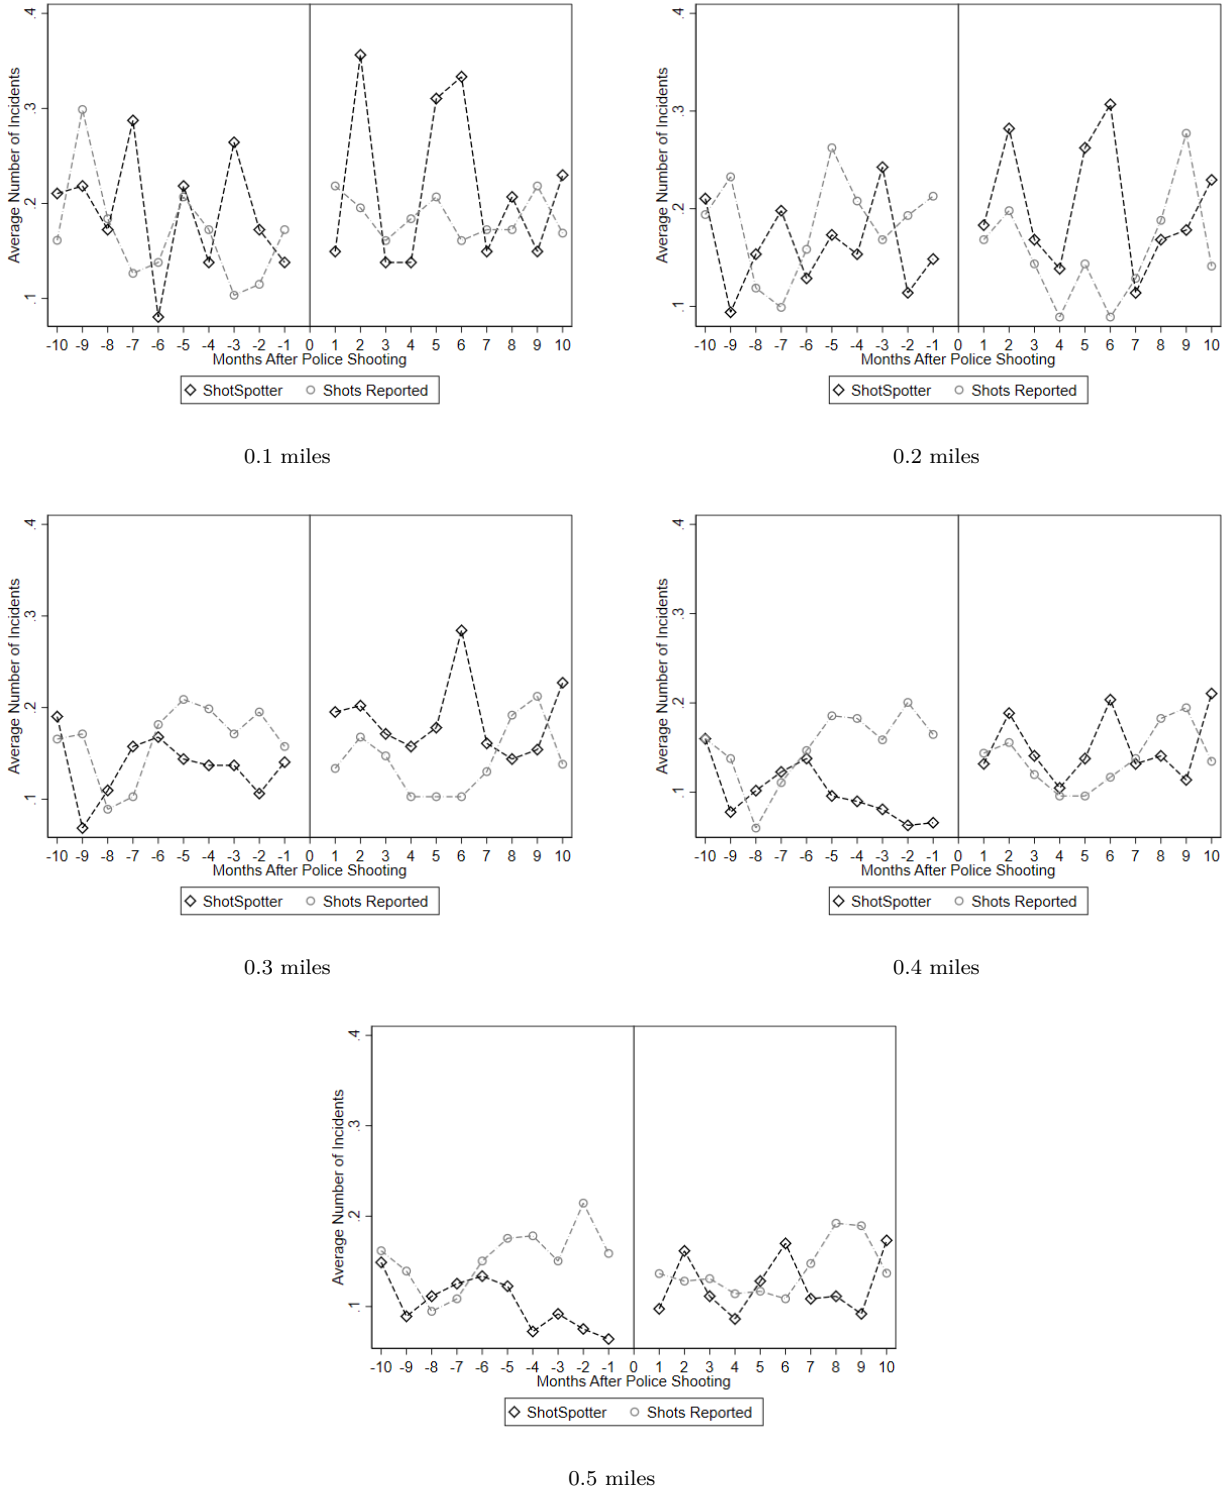 Average Number of Incidents
.4
.3
.2
.1
-10 -9 -8 -7 -6 -5 -4 -3 -2 -1 0 1 2 3 4 5 6 7 8 9 10
Months After Police Shooting
ShotSpotter Shots Reported
0.1 miles
Average Number of Incidents
.4
.3
.2
.1
-10 -9 -8 -7 -6 -5 -4 -3 -2 -1 0 1 2 3 4 5 6 7 8 9 10
Months After Police Shooting
ShotSpotter Shots Reported
0.2 miles
Average Number of Incidents
.4
.3
.2
.1
-10 -9 -8 -7 -6 -5 -4 -3 -2 -1 0 1 2 3 4 5 6 7 8 9 10
Months After Police Shooting
ShotSpotter Shots Reported
0.3 miles
Average Number of Incidents
.4
.3
.2
.1
-10 -9 -8 -7 -6 -5 -4 -3 -2 -1 0 1 2 3 4 5 6 7 8 9 10
Months After Police Shooting
ShotSpotter Shots Reported
0.4 miles
Average Number of Incidents
.4
.3
.2
.1
-10 -9 -8 -7 -6 -5 -4 -3 -2 -1 0 1 2 3 4 5 6 7 8 9 10
Months After Police Shooting
ShotSpotter Shots Reported
0.5 miles